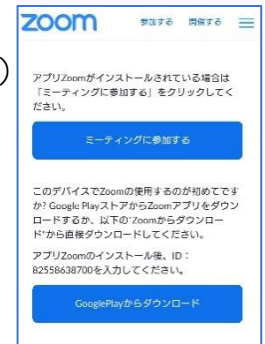 zoom 参加する 開催する
アプリZoomがインストールされている場合は
「ミーティングに参加する」をクリックしてく
ださい。
ミーティングに参加する
このデバイスでZoomの使用するのが初めてです
か? Google PlayストアからZoomアプリをダウン
ロードするか、以下の"Zoomからダウンロー
ド"から直接ダウンロードしてください。
アプリZoomのインストール後、ID：
82558638700を入力してください。
GooglePlayからダウンロード